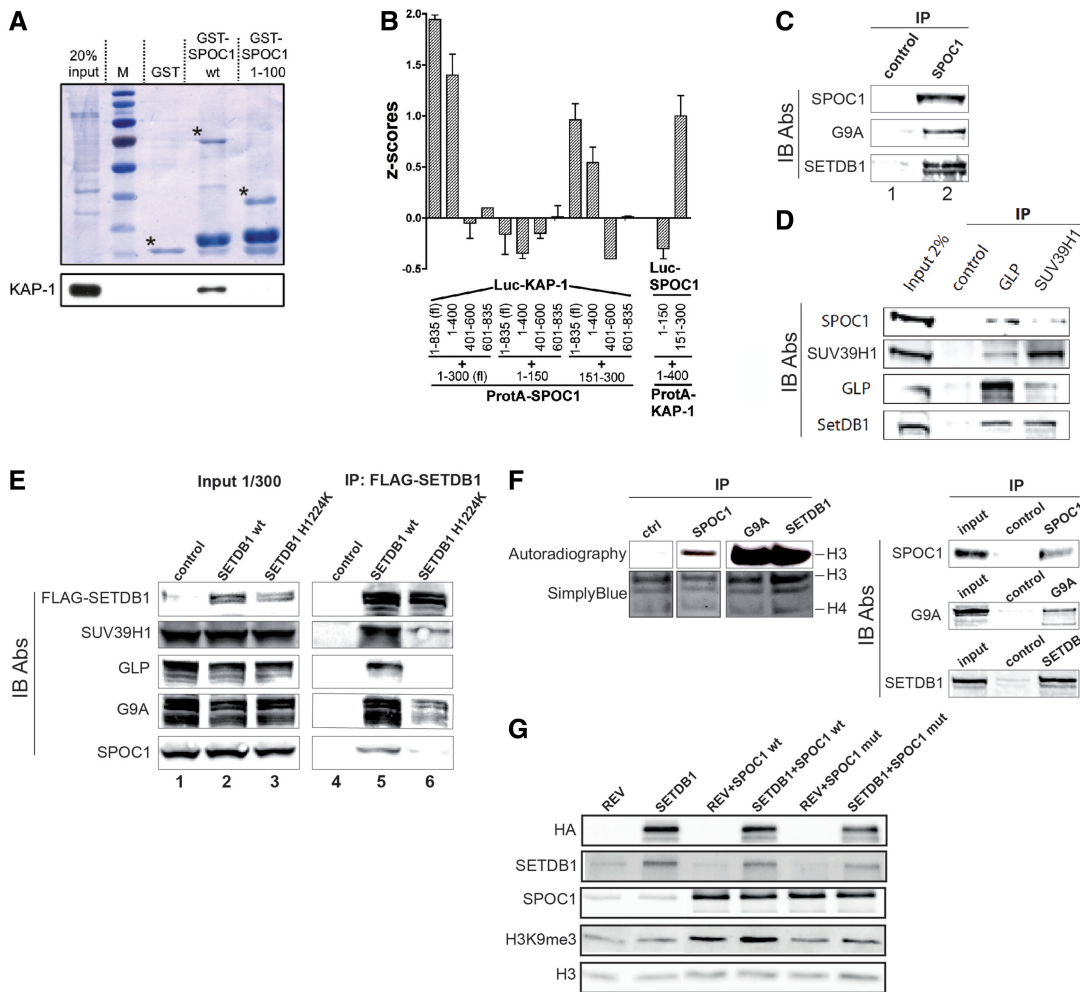 A
20% input
M
GST
GST-SPOC1 wt
GST-SPOC1 1-100
*
*
*
KAP-1
B
z-scores
2.0
1.5
1.0
0.5
0.0
-0.5
Luc-KAP-1
Luc-SPOC1
1-835 (fl)
1-400
401-600
601-835
1-835 (fl)
1-400
401-600
601-835
1-835 (fl)
1-400
401-600
601-835
1-150
151-300
+
+
+
+
1-300 (fl)
1-150
151-300
1-400
ProtA-SPOC1
ProtA-KAP-1
C
IP
control
SPOC1
IB Abs
SPOC1
G9A
SETDB1
1 2
D
IP
Input 2%
control
GLP
SUV39H1
IB Abs
SPOC1
SUV39H1
GLP
SetDB1
E
Input 1/300
IP: FLAG-SETDB1
control
SETDB1 wt
SETDB1 H1224K
control
SETDB1 wt
SETDB1 H1224K
IB Abs
FLAG-SETDB1
SUV39H1
GLP
G9A
SPOC1
1 2 3 4 5 6
F
IP
ctrl
SPOC1
G9A
SETDB1
Autoradiography
H3
SimplyBlue
H3
H4
IP
IB Abs
input
control
SPOC1
SPOC1
input
control
G9A
G9A
input
control
SETDB
SETDB1
G
REV
SETDB1
REV+SPOC1 wt
SETDB1+SPOC1 wt
REV+SPOC1 mut
SETDB1+SPOC1 mut
HA
SETDB1
SPOC1
H3K9me3
H3